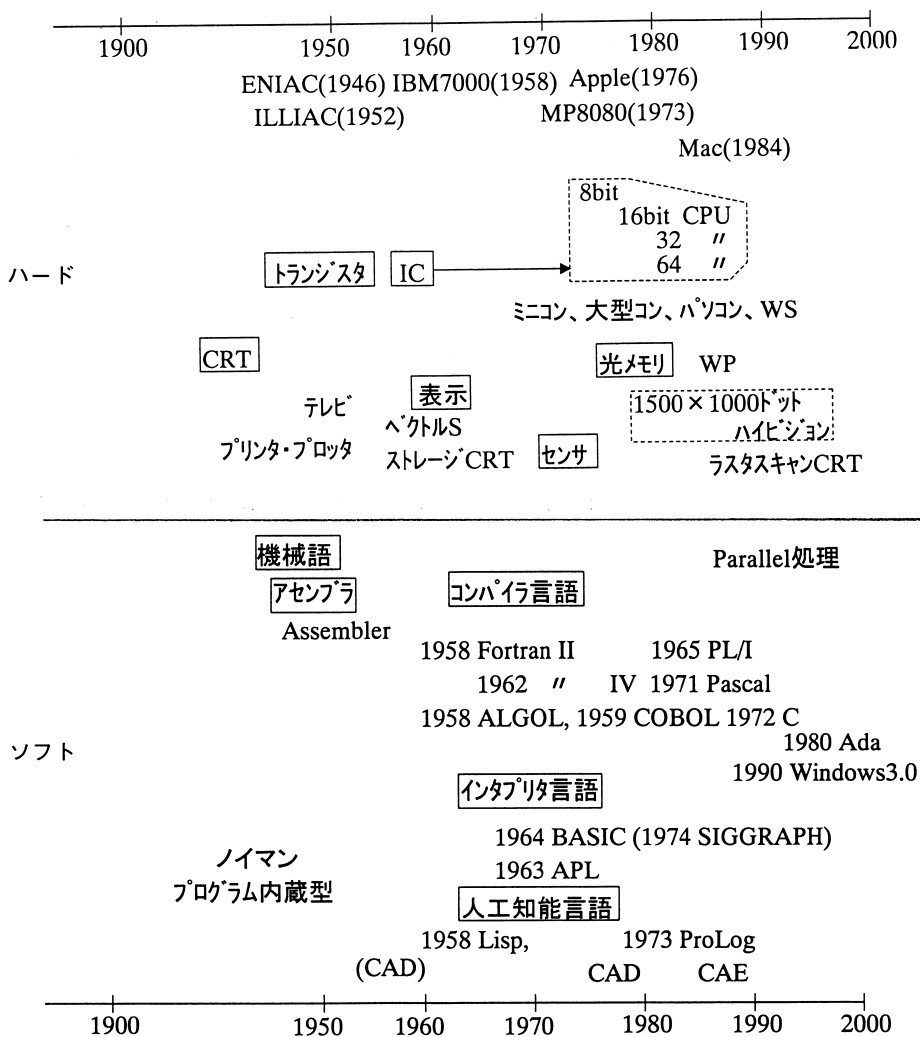 1900 1950 1960 1970 1980 1990 2000
ENIAC(1946) IBM7000(1958) Apple(1976)
ILLIAC(1952) MP8080(1973)
Mac(1984)
8bit
16bit CPU
32 〃
64 〃
ハード
トランジスタ IC
ミニコン、大型コン、パソコン、WS
CRT 光メモリ WP
テレビ 表示 1500×1000ドット
プリンタ・プロッタ ベクトルS ハイビジョン
ストレージCRT センサ ラスタスキャンCRT
機械語 Parallel処理
アセンブラ コンパイラ言語
Assembler
1958 Fortran II 1965 PL/I
1962 〃 IV 1971 Pascal
1958 ALGOL, 1959 COBOL 1972 C
ソフト 1980 Ada
1990 Windows3.0
インタプリタ言語
1964 BASIC (1974 SIGGRAPH)
ノイマン 1963 APL
プログラム内蔵型
人工知能言語
1958 Lisp, 1973 ProLog
(CAD) CAD CAE
1900 1950 1960 1970 1980 1990 2000